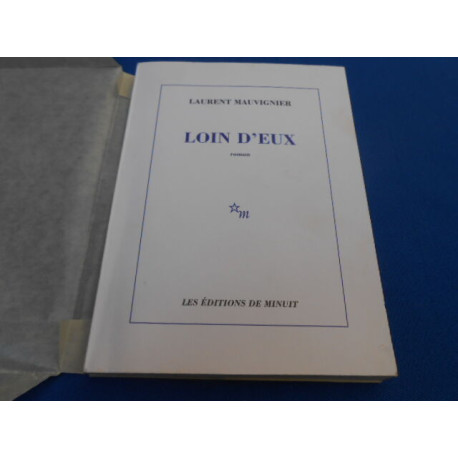 LAURENT MAUVIGNIER
LOIN D'EUX
roman
m
LES ÉDITIONS DE MINUIT